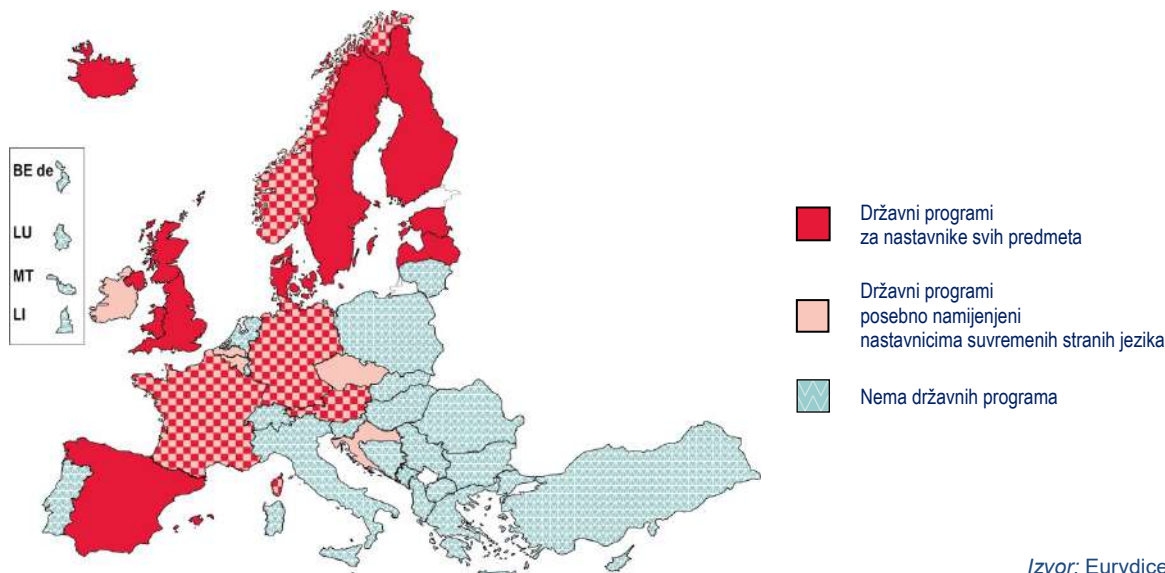 BE de
LU
MT
LI
Državni programi
za nastavnike svih predmeta
Državni programi
posebno namijenjeni
nastavnicima suvremenih stranih jezika
Nema državnih programa
Izvor: Eurydice